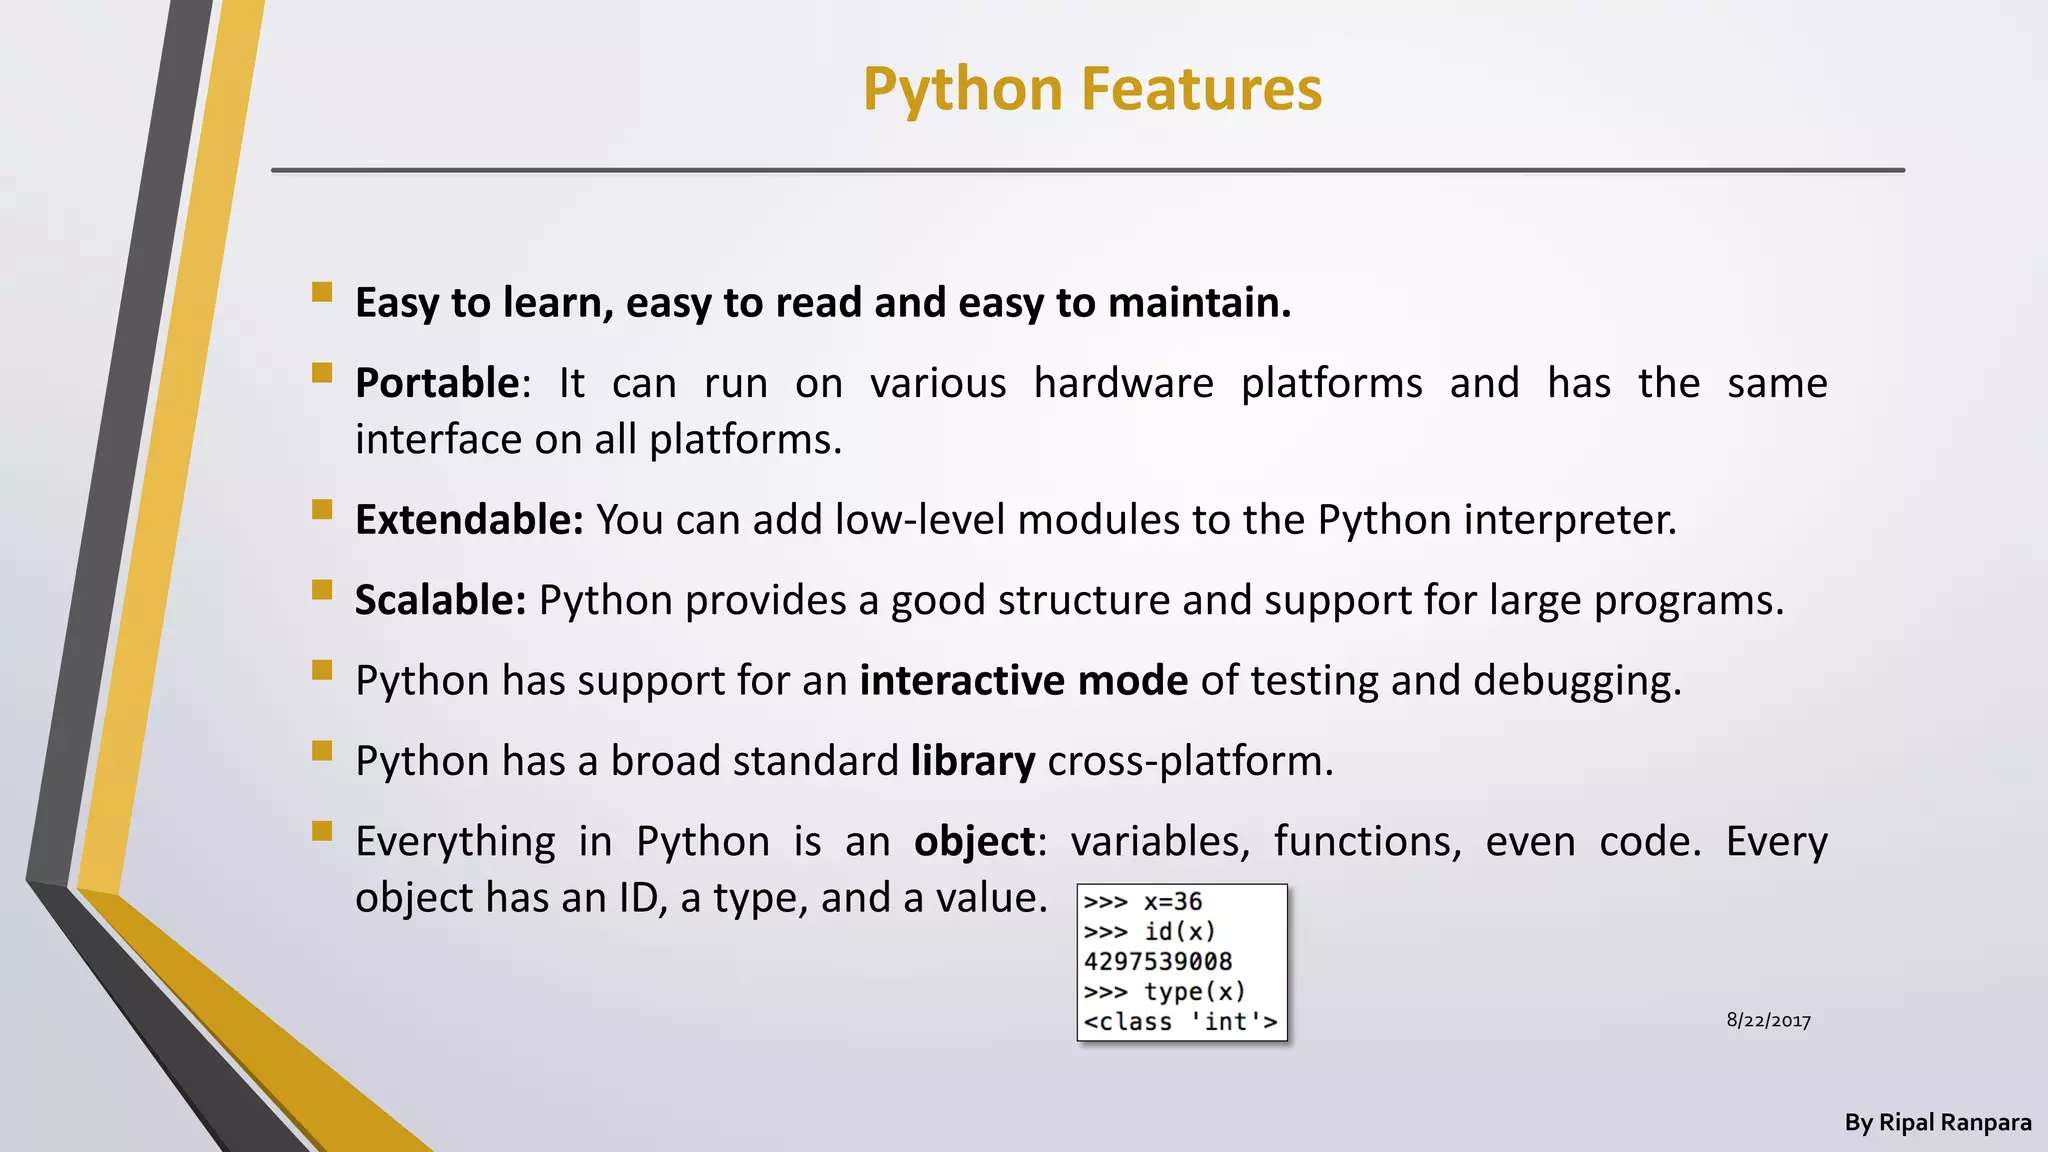 Python Features
Easy to learn, easy to read and easy to maintain.
Portable: It can run on various hardware platforms and has the same
interface on all platforms.
Extendable: You can add low-level modules to the Python interpreter.
Scalable: Python provides a good structure and support for large programs.
Python has support for an interactive mode of testing and debugging.
Python has a broad standard library cross-platform.
Everything in Python is an object: variables, functions, even code. Every
object has an ID, a type, and a value.
>>> x=36
>>> id(x)
4297539008
>>> type(x)
<class 'int'>
8/22/2017
By Ripal Ranpara